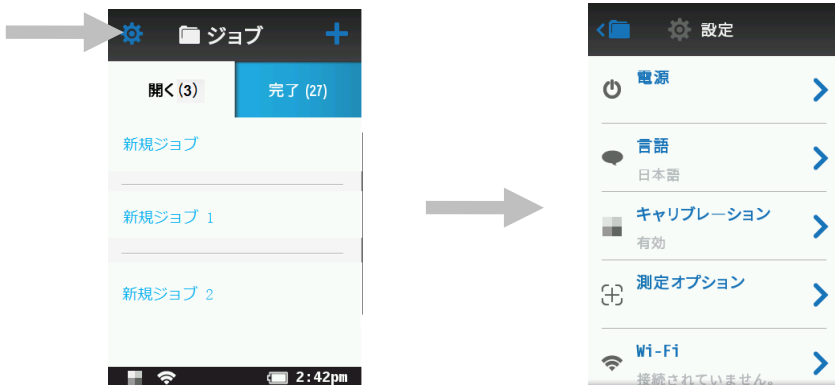 ジョブ
開く(3)
完了 (27)
新規ジョブ
新規ジョブ 1
新規ジョブ 2
2:42pm
設定
電源
言語
日本語
キャリブレーション
有効
測定オプション
Wi-Fi
接続されていません。